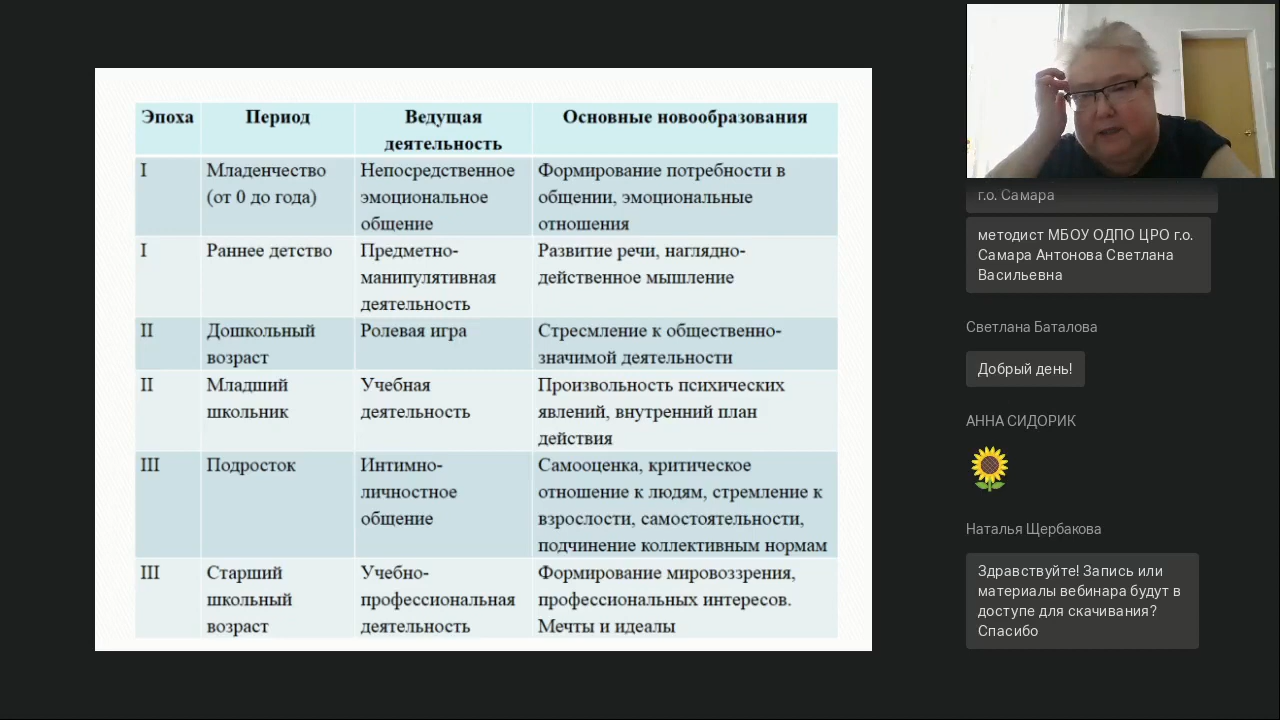 Эпоха
Период
Ведущая
деятельность
Основные новообразования
I
Младенчество
(от 0 до года)
Непосредственное
эмоциональное
общение
Формирование потребности в
общении, эмоциональные
отношения
I
Раннее детство
Предметно-
манипулятивная
деятельность
Развитие речи, наглядно-
действенное мышление
II
Дошкольный
возраст
Ролевая игра
Стресмление к общественно-
значимой деятельности
II
Младший
школьник
Учебная
деятельность
Произвольность психических
явлений, внутренний план
действия
III
Подросток
Интимно-
личностное
общение
Самооценка, критическое
отношение к людям, стремление к
взрослости, самостоятельности,
подчинение коллективным нормам
III
Старший
школьный
возраст
Учебно-
профессиональная
деятельность
Формирование мировоззрения,
профессиональных интересов.
Мечты и идеалы
г.о. Самара
методист МБОУ ОДПО ЦРО г.о.
Самара Антонова Светлана
Васильевна
Светлана Баталова
Добрый день!
АННА СИДОРИК
Наталья Щербакова
Здравствуйте! Запись или
материалы вебинара будут в
доступе для скачивания?
Спасибо